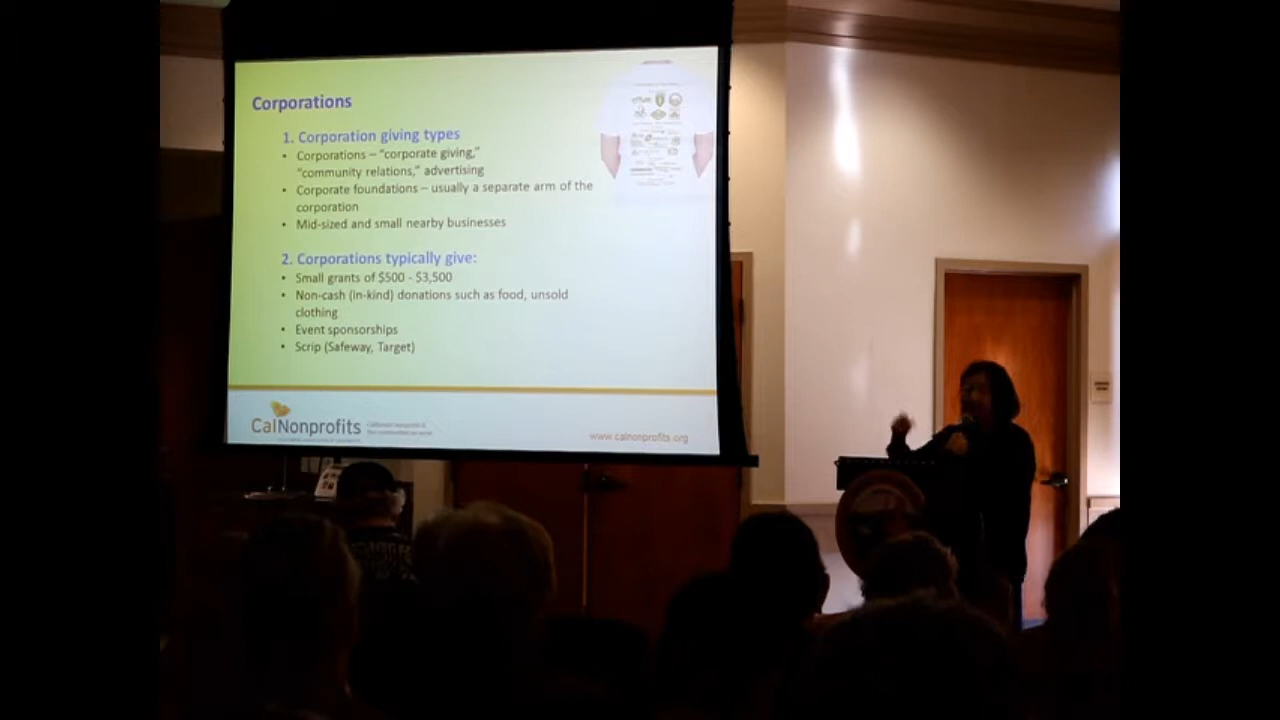 Corporations
1. Corporation giving types
• Corporations – “corporate giving,”
“community relations,” advertising
• Corporate foundations – usually a separate arm of the
corporation
• Mid-sized and small nearby businesses
2. Corporations typically give:
• Small grants of $500 - $3,500
• Non-cash (in-kind) donations such as food, unsold
clothing
• Event sponsorships
• Scrip (Safeway, Target)
CalNonprofits
www.calnonprofits.org